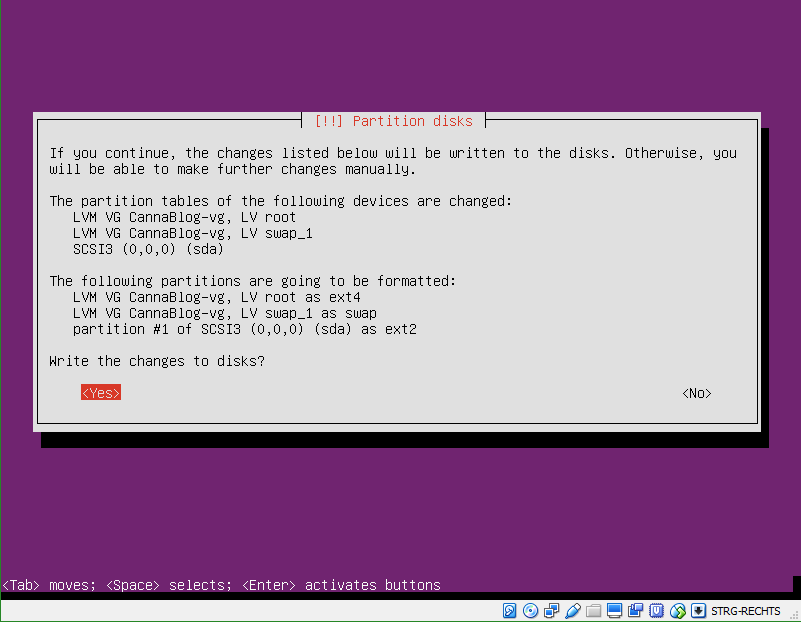 [!!] Partition disks
If you continue, the changes listed below will be written to the disks. Otherwise, you
will be able to make further changes manually.
The partition tables of the following devices are changed:
LVM VG CannaBlog-vg, LV root
LVM VG CannaBlog-vg, LV swap_1
SCSI3 (0,0,0) (sda)
The following partitions are going to be formatted:
LVM VG CannaBlog-vg, LV root as ext4
LVM VG CannaBlog-vg, LV swap_1 as swap
partition #1 of SCSI3 (0,0,0) (sda) as ext2
Write the changes to disks?
<Yes> <No>
<Tab> moves; <Space> selects; <Enter> activates buttons
STRG-RECHTS